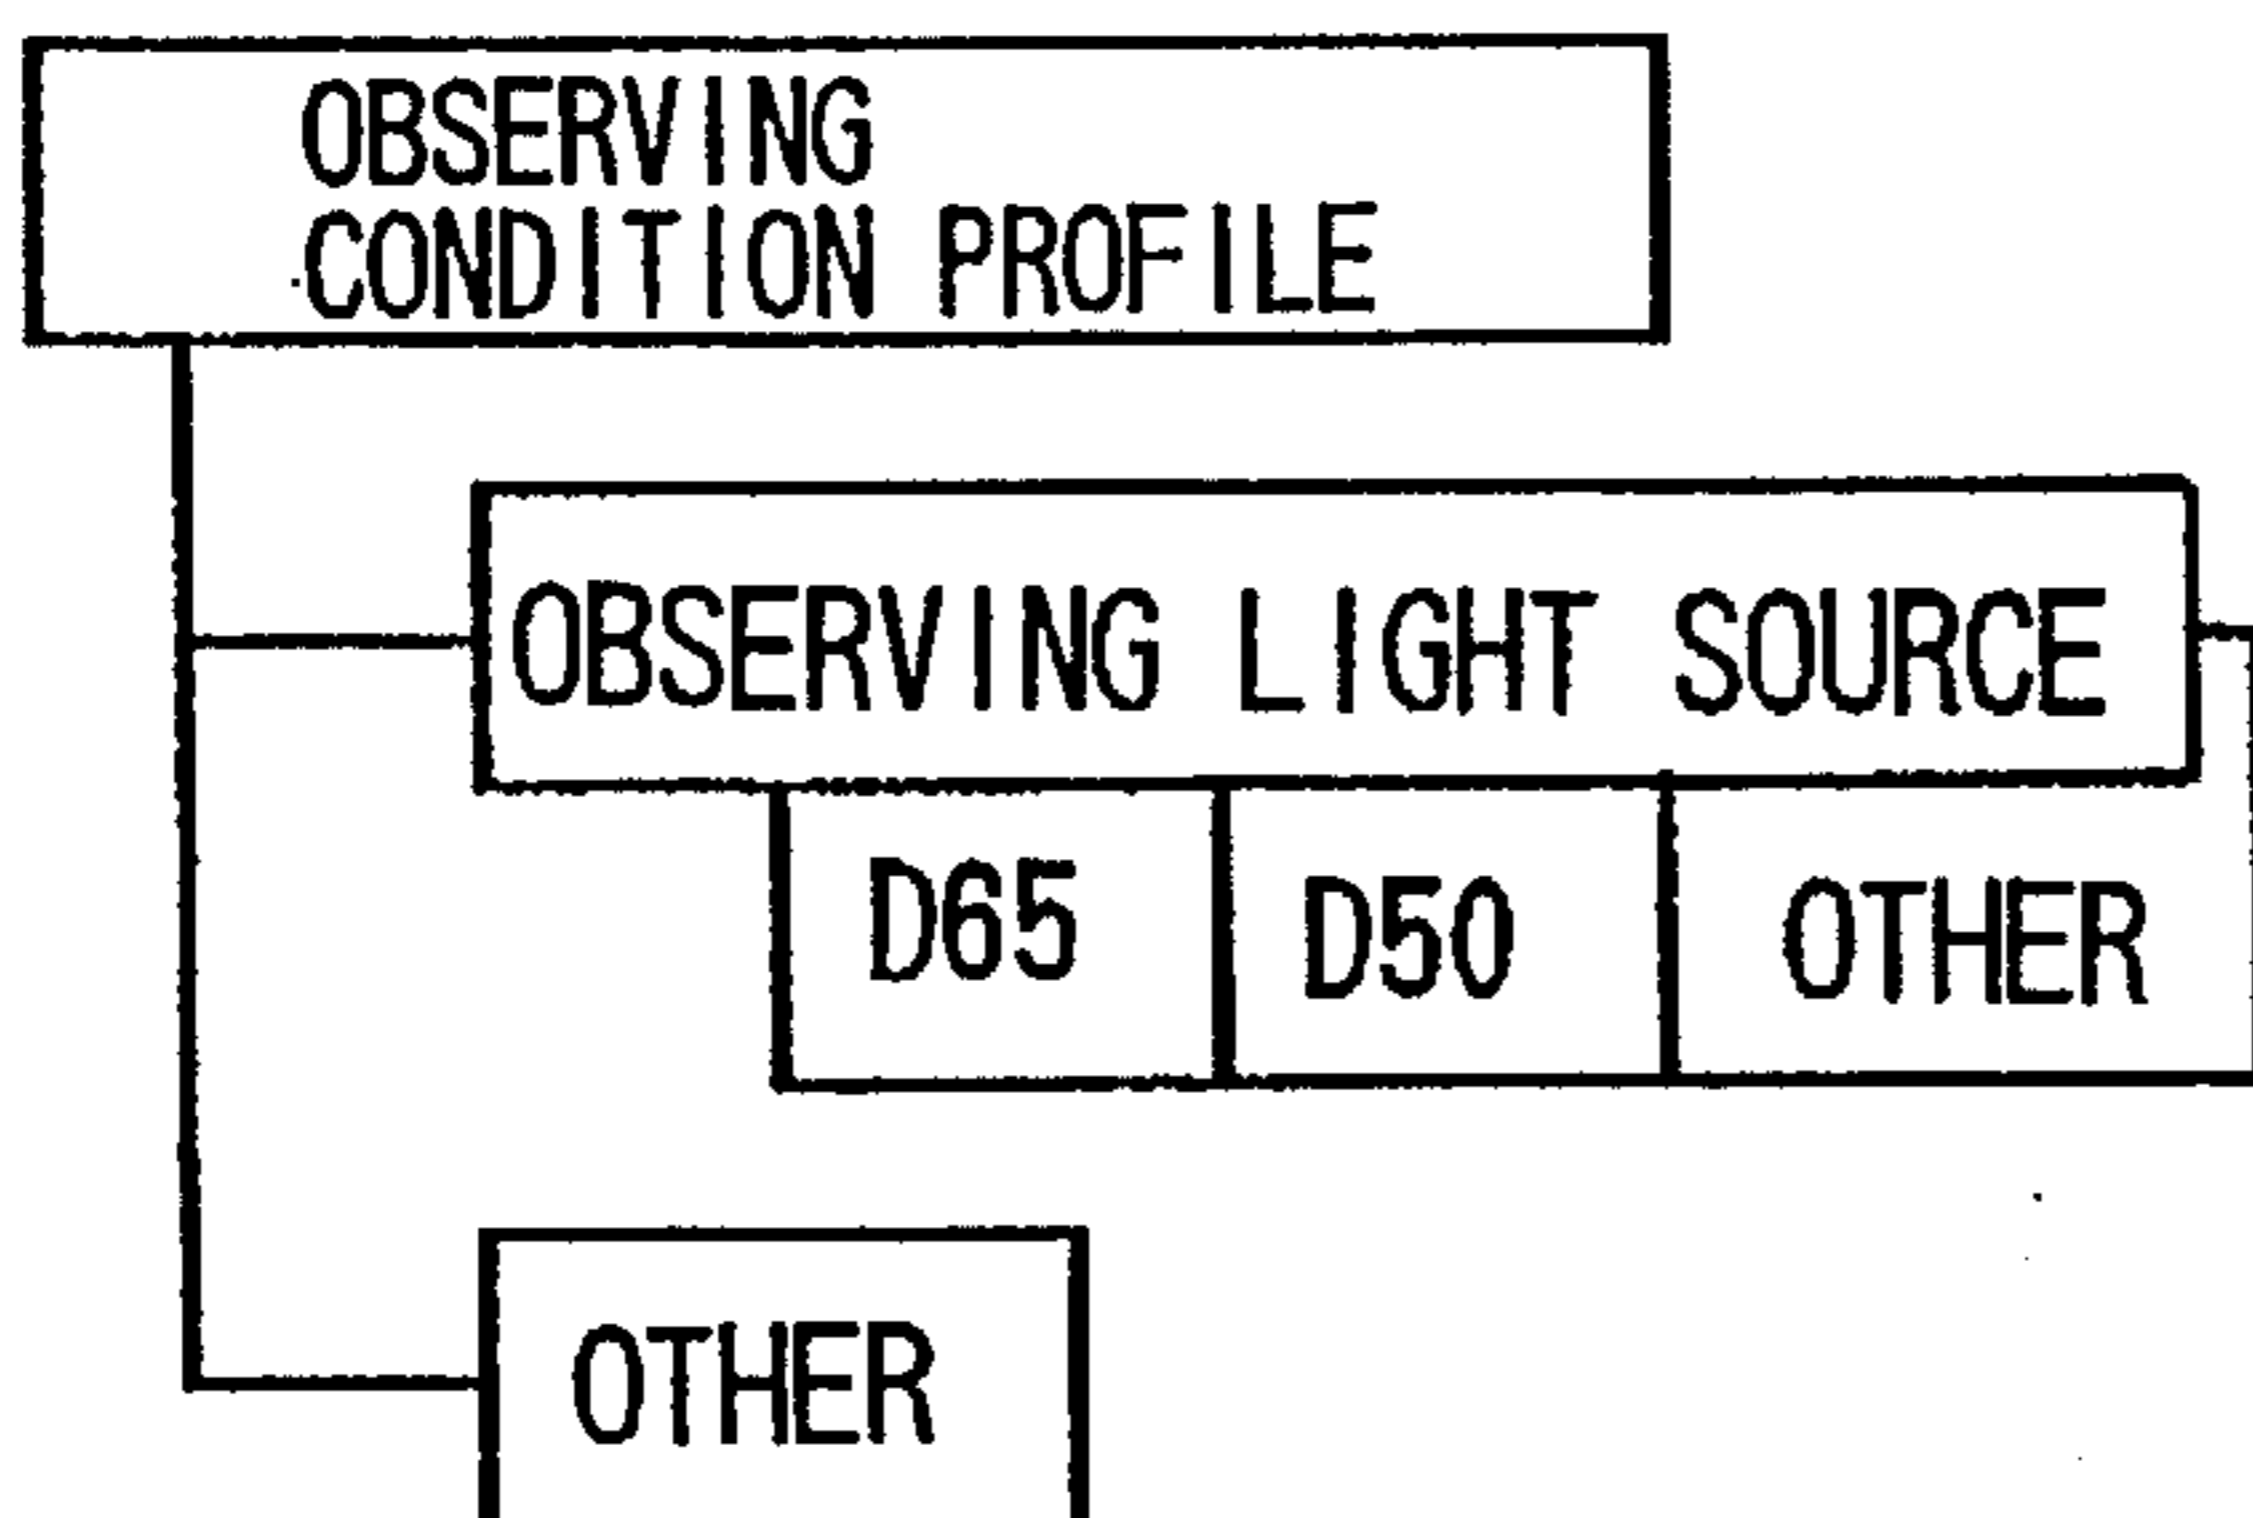 OBSERVING
CONDITION PROFILE
OBSERVING LIGHT SOURCE
D65 D50 OTHER
OTHER